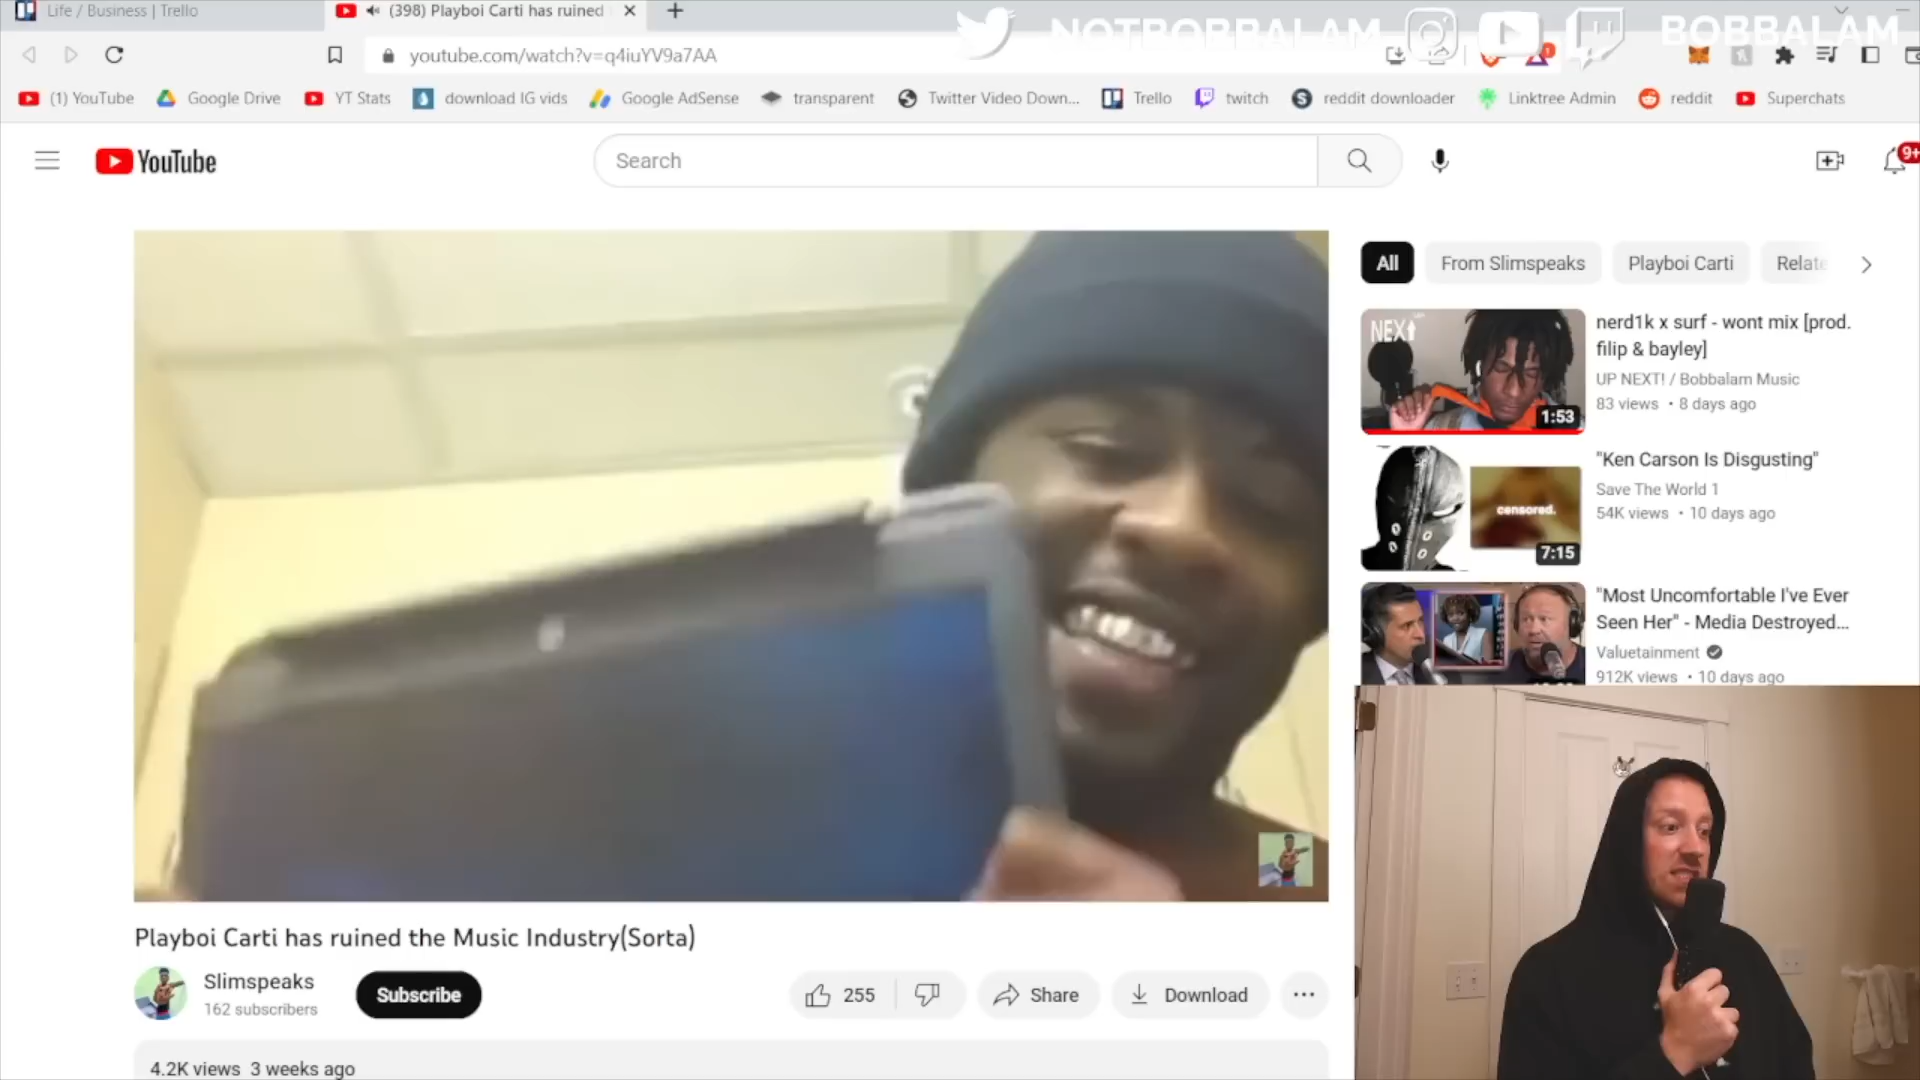 Life / Business | Trello
(398) Playboi Carti has ruined
NOTBOBBALAM
BOBBALAM
youtube.com/watch?v=q4iuYV9a7AA
1
(1) YouTube
Google Drive
YT Stats
download IG vids
Google AdSense
transparent
Twitter Video Down...
Trello
twitch
reddit downloader
Linktree Admin
reddit
Superchats
YouTube
Search
9+
All
From Slimspeaks
Playboi Carti
Relate
NEXT
1:53
nerd1k x surf - wont mix [prod.
filip & bayley]
UP NEXT! / Bobbalam Music
83 views • 8 days ago
censored.
7:15
"Ken Carson Is Disgusting"
Save The World 1
54K views • 10 days ago
"Most Uncomfortable I've Ever
Seen Her" - Media Destroyed...
Valuetainment
912K views • 10 days ago
Playboi Carti has ruined the Music Industry(Sorta)
Slimspeaks
162 subscribers
Subscribe
255
Share
Download
4.2K views 3 weeks ago